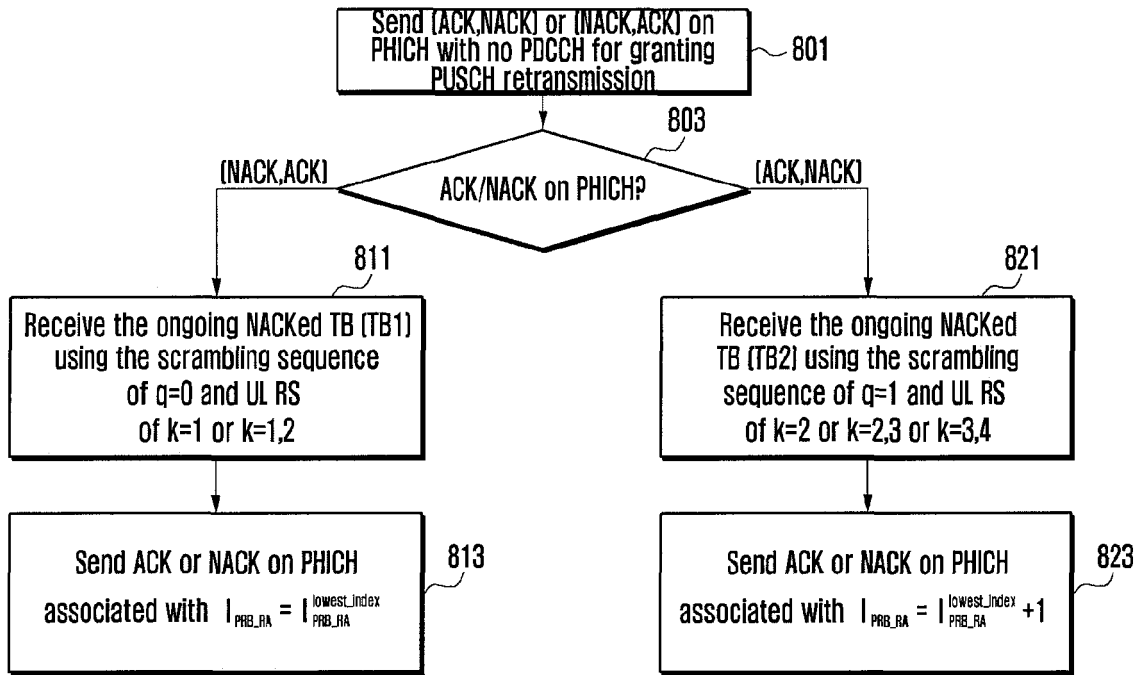 Send (ACK,NACK) or (NACK,ACK) on
PHICH with no PDCCH for granting
PUSCH retransmission
801
803
(NACK,ACK)
ACK/NACK on PHICH?
(ACK,NACK)
811
Receive the ongoing NACKed TB (TB1)
using the scrambling sequence
of q=0 and UL RS
of k=1 or k=1,2
821
Receive the ongoing NACKed
TB (TB2) using the scrambling
sequence of q=1 and UL RS
of k=2 or k=2,3 or k=3,4
Send ACK or NACK on PHICH
associated with I_PRB_RA = I_PRB_RA^lowest_index
813
Send ACK or NACK on PHICH
associated with I_PRB_RA = I_PRB_RA^lowest_index +1
823